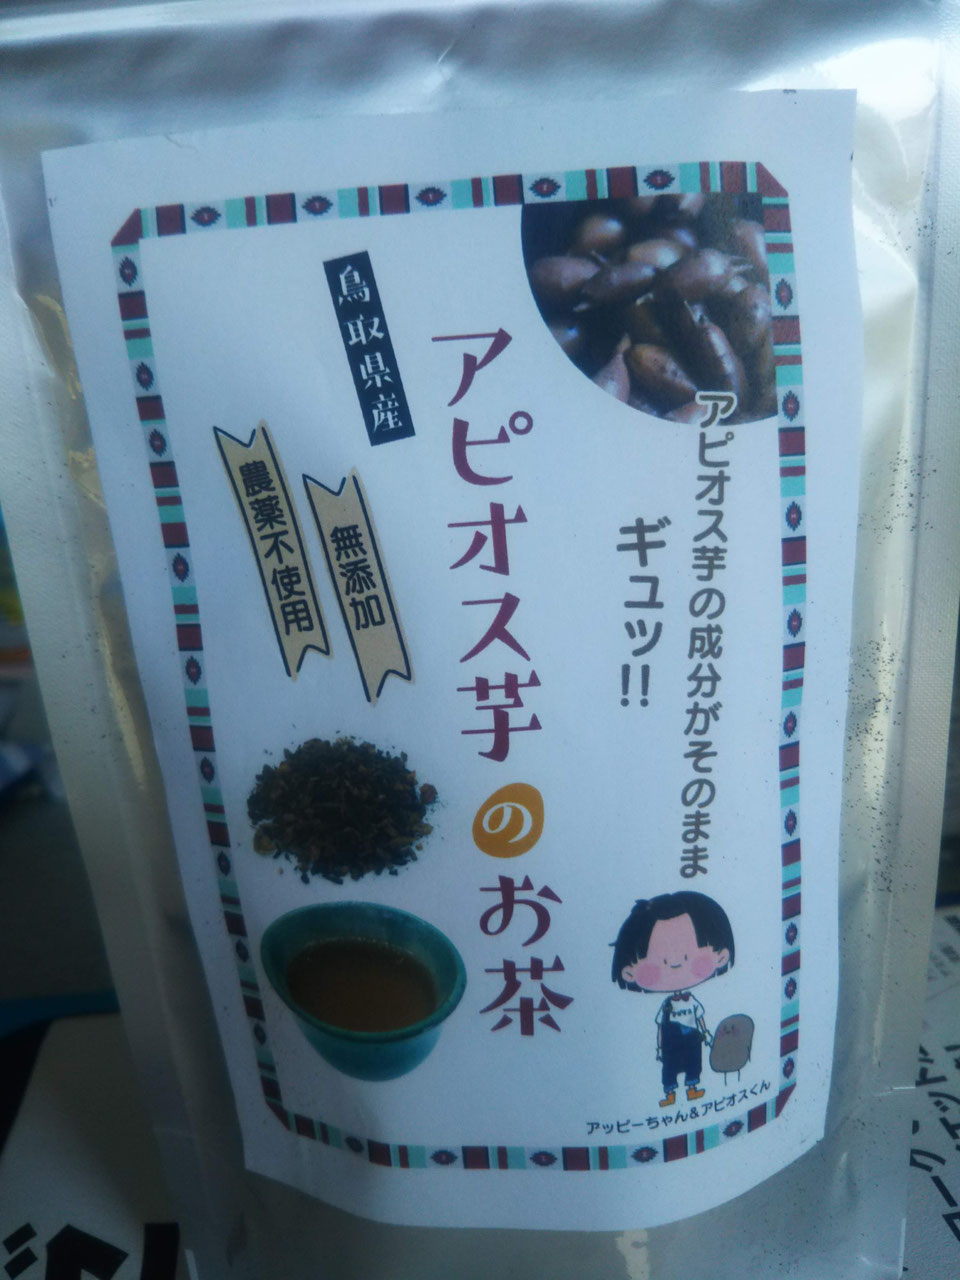 アピオス芋の成分がそのまま
ギュツ!!
アピオス芋のお茶
鳥取県産
無添加
農薬不使用
アッピーちゃん&アピオスくん